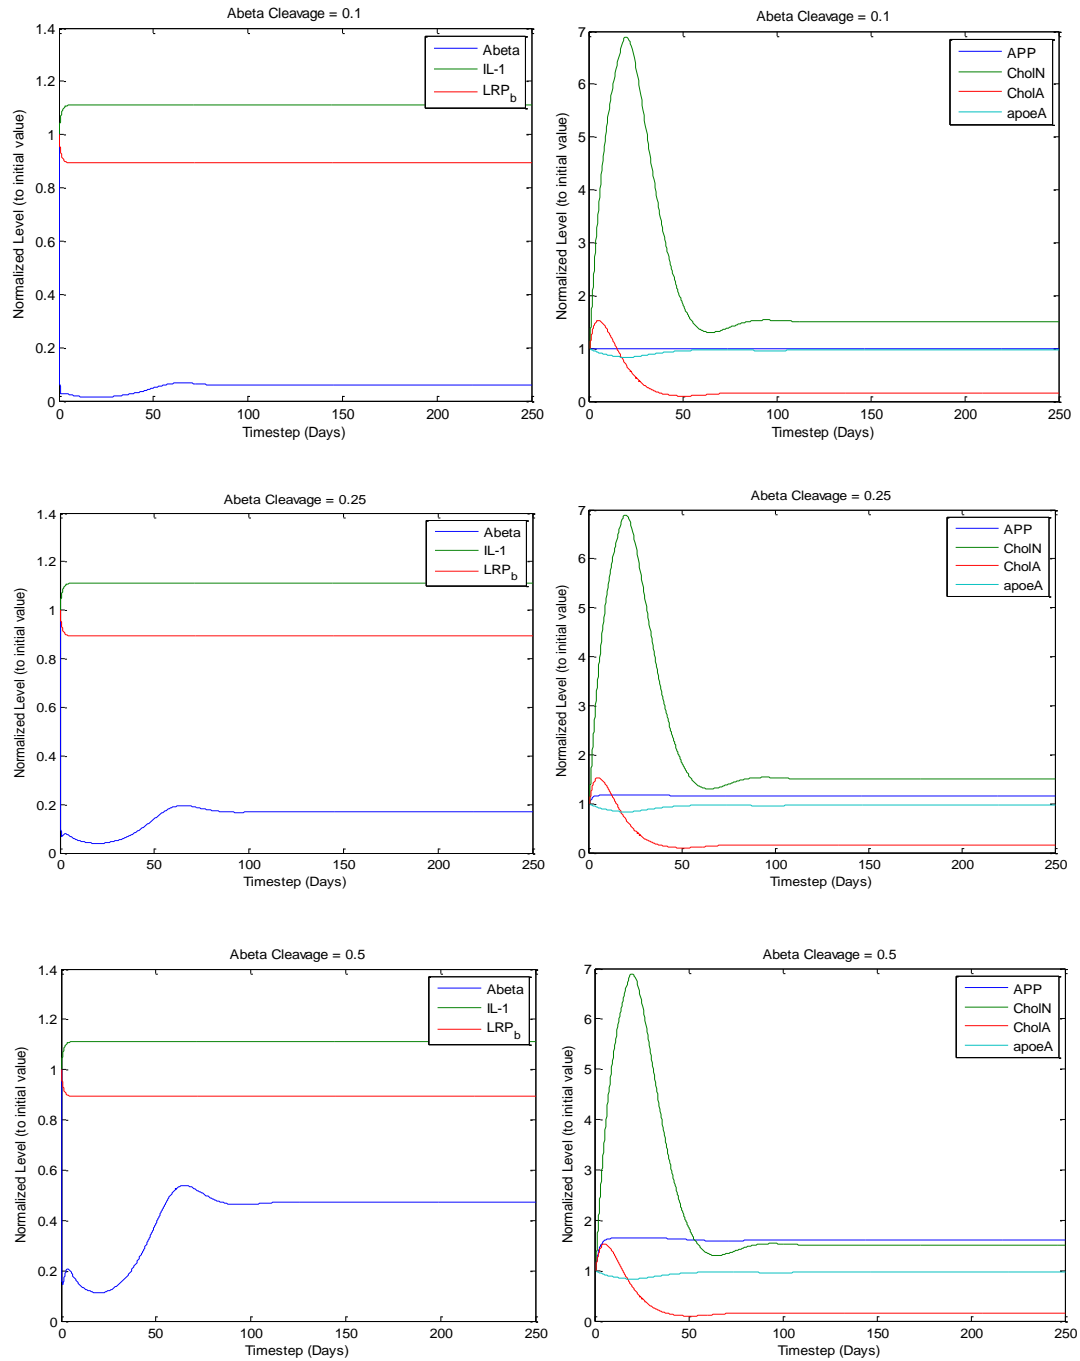 Abeta Cleavage = 0.1
1.4
1.2
1
0.8
0.6
0.4
0.2
0
Normalized Level (to initial value)
Abeta
IL-1
LRP_b
0 50 100 150 200 250
Timestep (Days)
Abeta Cleavage = 0.1
7
6
5
4
3
2
1
0
Normalized Level (to initial value)
APP
CholN
CholA
apoeA
0 50 100 150 200 250
Timestep (Days)
Abeta Cleavage = 0.25
1.4
1.2
1
0.8
0.6
0.4
0.2
0
Normalized Level (to initial value)
Abeta
IL-1
LRP_b
0 50 100 150 200 250
Timestep (Days)
Abeta Cleavage = 0.25
7
6
5
4
3
2
1
0
Normalized Level (to initial value)
APP
CholN
CholA
apoeA
0 50 100 150 200 250
Timestep (Days)
Abeta Cleavage = 0.5
1.4
1.2
1
0.8
0.6
0.4
0.2
0
Normalized Level (to initial value)
Abeta
IL-1
LRP_b
0 50 100 150 200 250
Timestep (Days)
Abeta Cleavage = 0.5
7
6
5
4
3
2
1
0
Normalized Level (to initial value)
APP
CholN
CholA
apoeA
0 50 100 150 200 250
Timestep (Days)